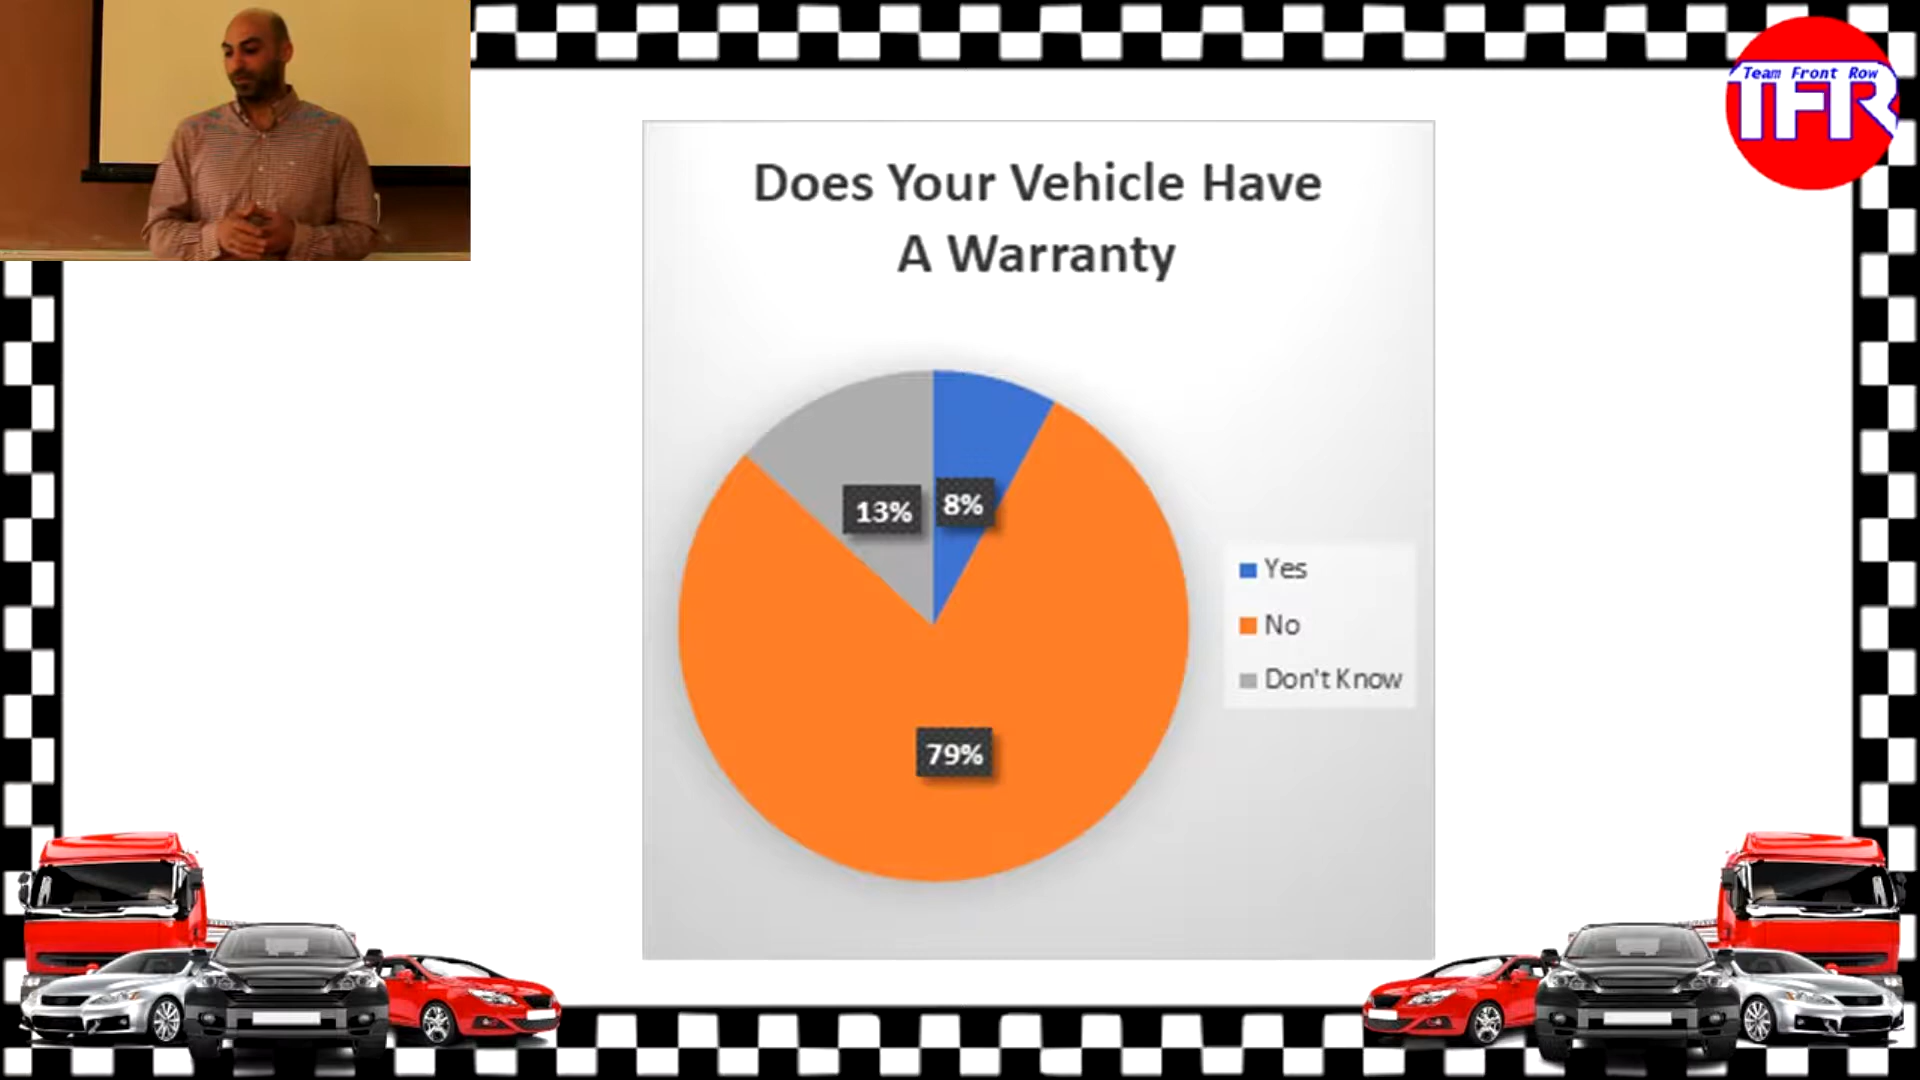 Team Front Row
TFR
Does Your Vehicle Have
A Warranty
13%
8%
79%
Yes
No
Don't Know